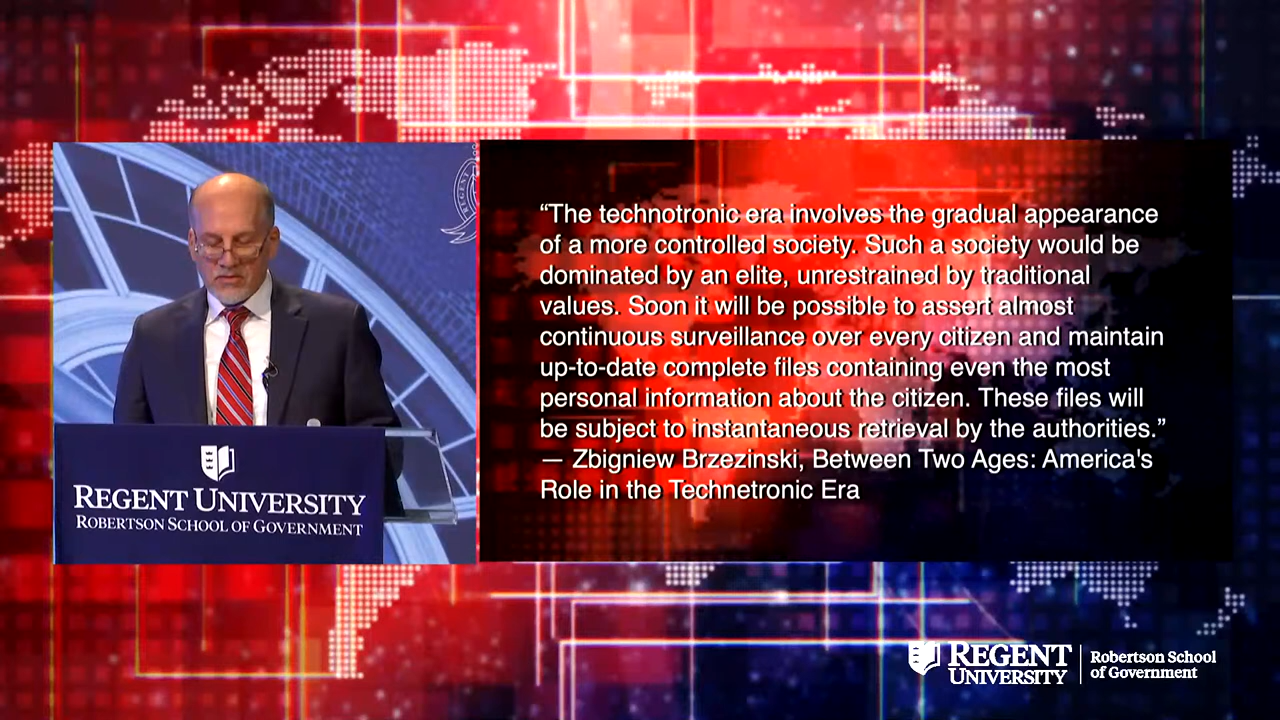 “The technotronic era involves the gradual appearance
of a more controlled society. Such a society would be
dominated by an elite, unrestrained by traditional
values. Soon it will be possible to assert almost
continuous surveillance over every citizen and maintain
up-to-date complete files containing even the most
personal information about the citizen. These files will
be subject to instantaneous retrieval by the authorities.”
— Zbigniew Brzezinski, Between Two Ages: America's
Role in the Technetronic Era
REGENT UNIVERSITY
ROBERTSON SCHOOL OF GOVERNMENT
REGENT
UNIVERSITY
Robertson School
of Government